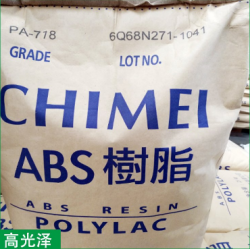 PA-718 6Q68N271-1041
GRADE LOT NO.
CHIMEI
ABS 樹脂
ABS RESIN
POLYLAC
高光泽